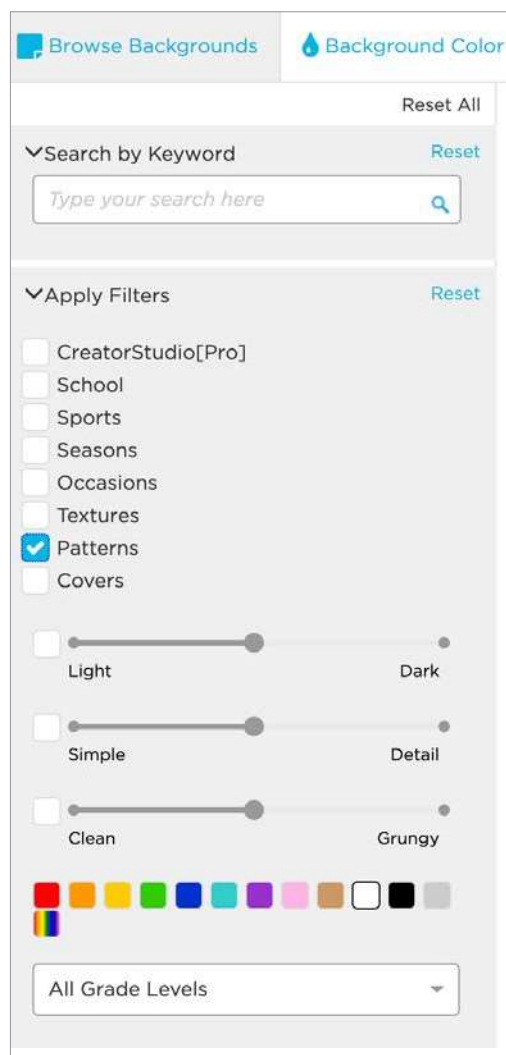 Browse Backgrounds Background Color
Reset All
Search by Keyword Reset
Type your search here
Apply Filters Reset
CreatorStudio[Pro]
School
Sports
Seasons
Occasions
Textures
Patterns
Covers
Light Dark
Simple Detail
Clean Grungy
All Grade Levels